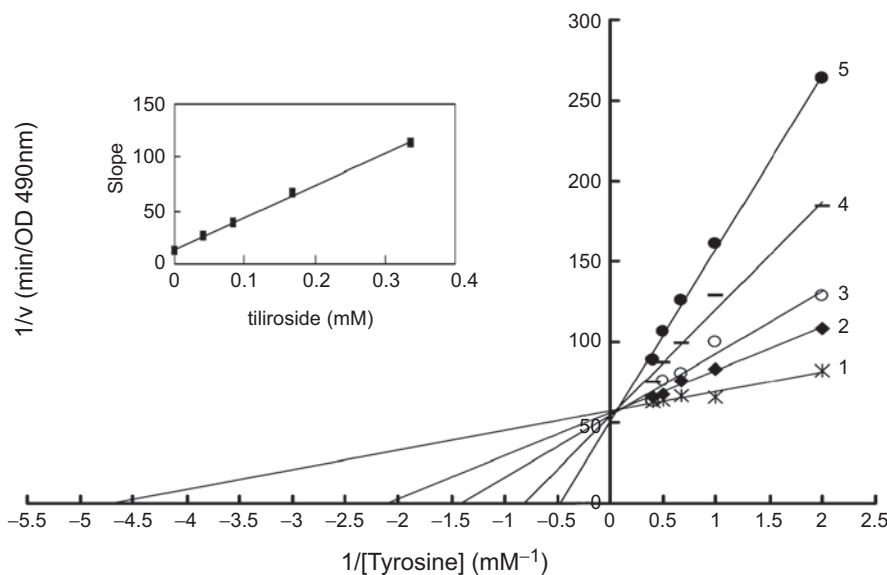 300
5
250
200
4
150
3
2
100
1
50
0
1/v (min/OD 490nm)
150
100
50
0
Slope
0 0.1 0.2 0.3 0.4
tiliroside (mM)
–5.5 –5 –4.5 –4 –3.5 –3 –2.5 –2 –1.5 –1 –0.5 0 0.5 1 1.5 2 2.5
1/[Tyrosine] (mM–1)